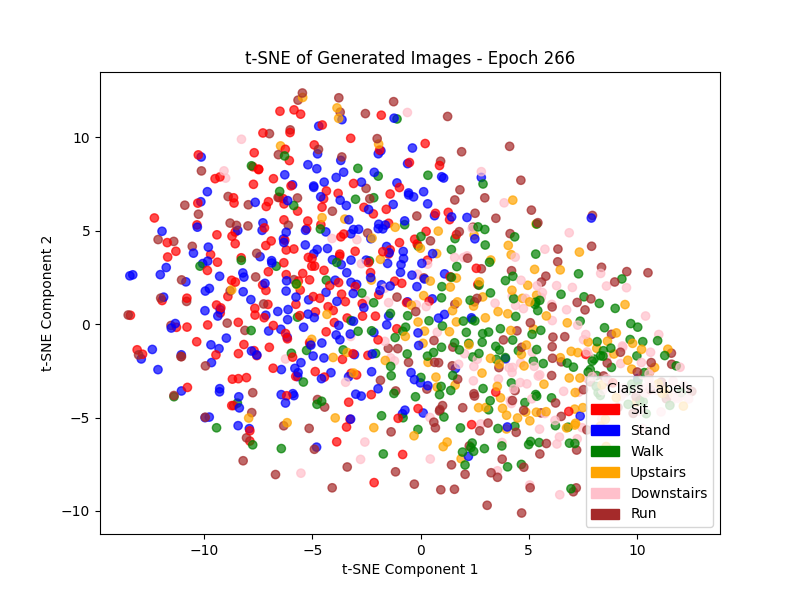 t-SNE of Generated Images - Epoch 266
t-SNE Component 2
10
5
0
−5
−10
−10
−5
0
5
10
t-SNE Component 1
Class Labels
Sit
Stand
Walk
Upstairs
Downstairs
Run